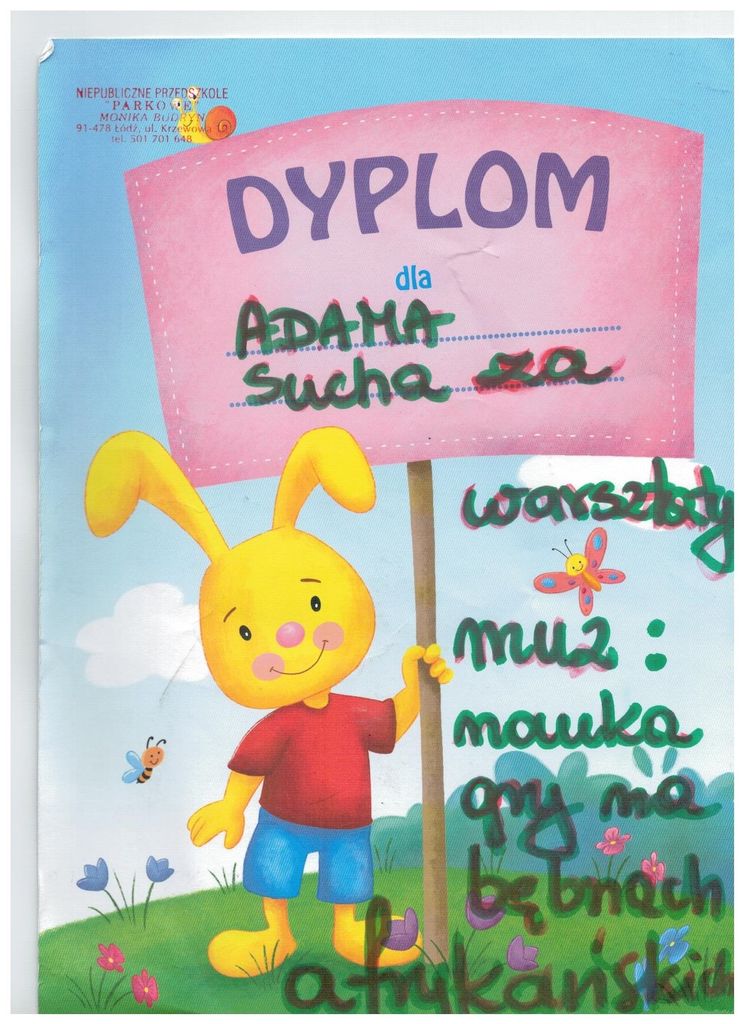 NIEPUBLICZNE PRZEDSZKOLE
"PARKOWE"
MONIKA BUDRYN
91-478 Łódź, ul. Krzewowa
tel. 501 701 648
DYPLOM
dla
ADAMA
Sucha za
warsztaty
muz:
nauka
gry na
bębnach
afrykańskich